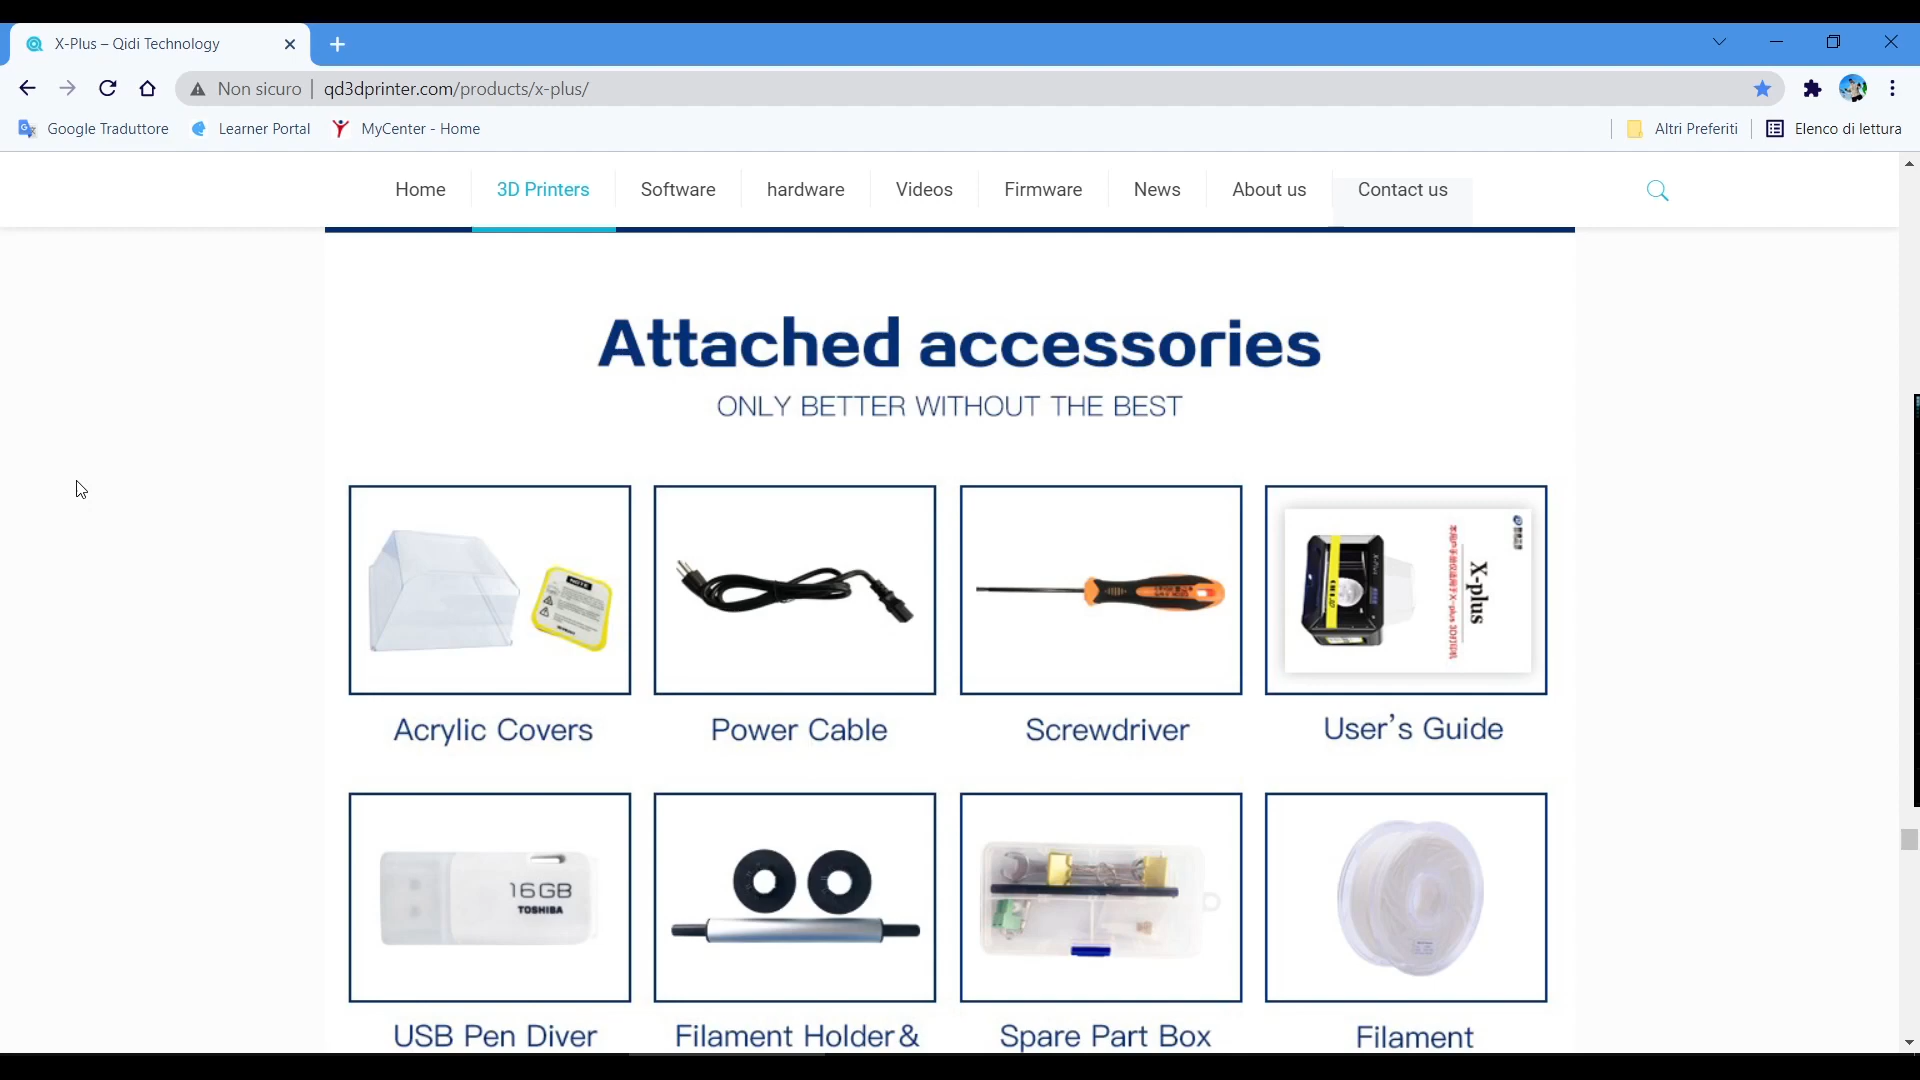 X-Plus – Qidi Technology
Non sicuro
qd3dprinter.com/products/x-plus/
Google Traduttore
Learner Portal
MyCenter - Home
Altri Preferiti
Elenco di lettura
Home
3D Printers
Software
hardware
Videos
Firmware
News
About us
Contact us
Attached accessories
ONLY BETTER WITHOUT THE BEST
NOTE
X-plus
Acrylic Covers
Power Cable
Screwdriver
User's Guide
16GB
TOSHIBA
USB Pen Diver
Filament Holder&
Spare Part Box
Filament